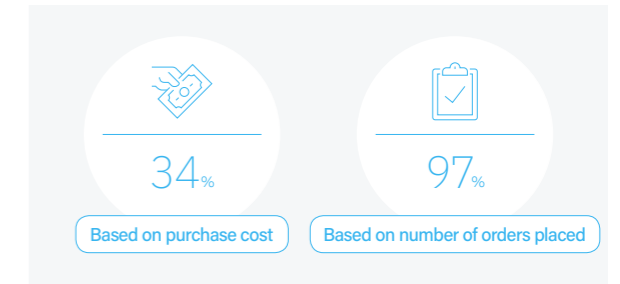 34%
97%
Based on purchase cost
Based on number of orders placed